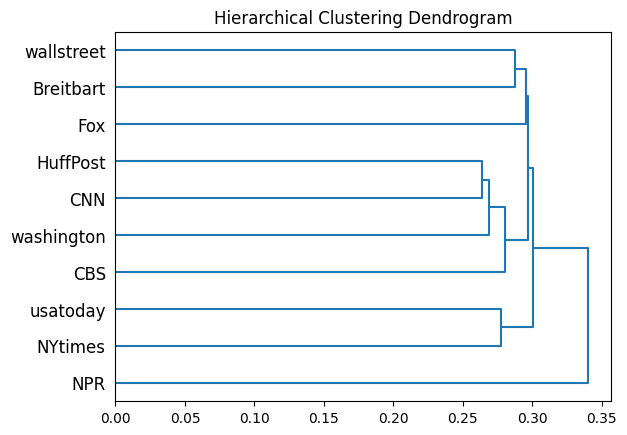 Hierarchical Clustering Dendrogram
wallstreet
Breitbart
Fox
HuffPost
CNN
washington
CBS
usatoday
NYtimes
NPR
0.00 0.05 0.10 0.15 0.20 0.25 0.30 0.35